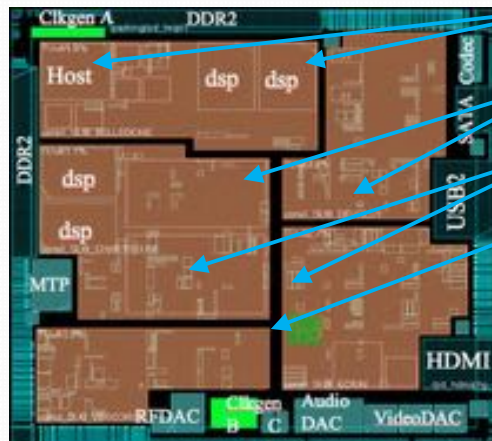 Clkgen A
DDR2
Host
dsp
dsp
Codec
SATA
DDR2
dsp
dsp
USB2
MTP
HDMI
RFDAC
Clkgen
B
C
Audio
DAC
VideoDAC